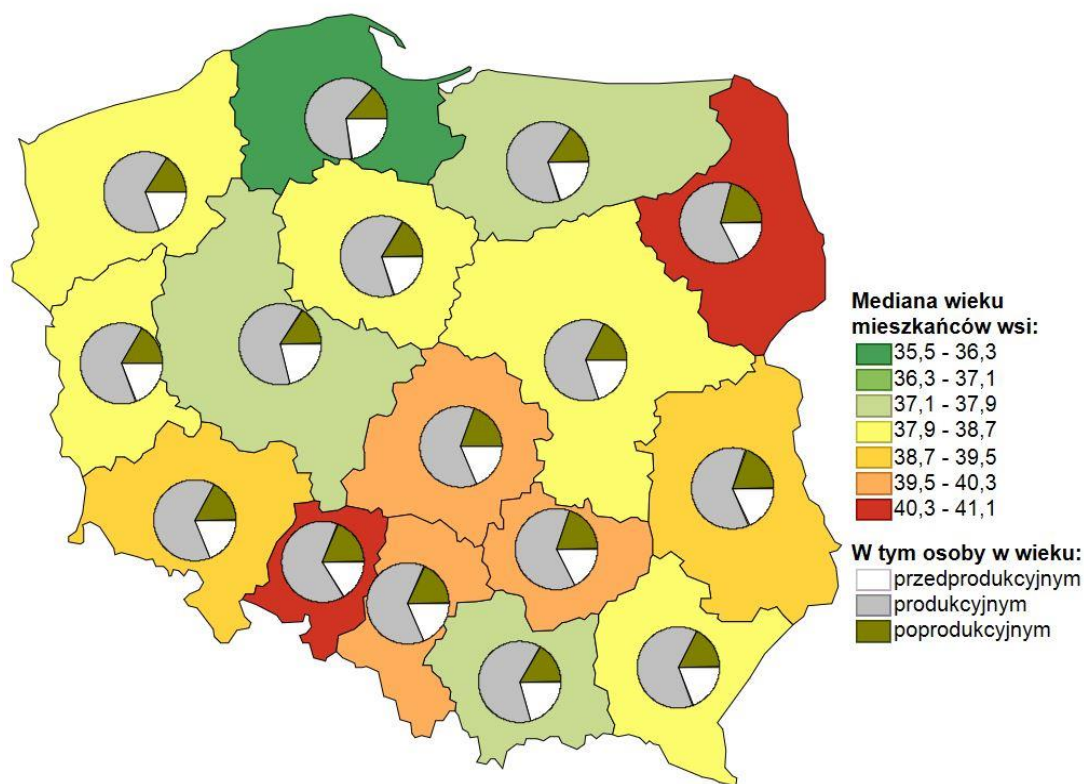 Mediana wieku
mieszkańców wsi:
35,5 - 36,3
36,3 - 37,1
37,1 - 37,9
37,9 - 38,7
38,7 - 39,5
39,5 - 40,3
40,3 - 41,1
W tym osoby w wieku:
przedprodukcyjnym
produkcyjnym
poprodukcyjnym